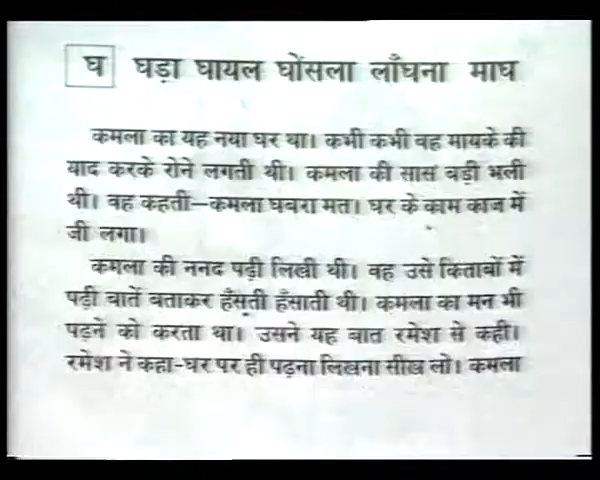 घ घड़ा घायल घोंसला लाँघना माघ
कमला का यह नया घर था। कभी कभी वह मायके की
याद करके रोने लगती थी। कमला की सास बड़ी भली
थी। वह कहती—कमला घबरा मत। घर के काम काज में
जी लगा।
कमला की ननद पढ़ी लिखी थी। वह उसे किताबों में
पढ़ी बातें बताकर हँसती हँसाती थी। कमला का मन भी
पढ़ने को करता था। उसने यह बात रमेश से कही।
रमेश ने कहा-घर पर ही पढ़ना लिखना सीख लो। कमला